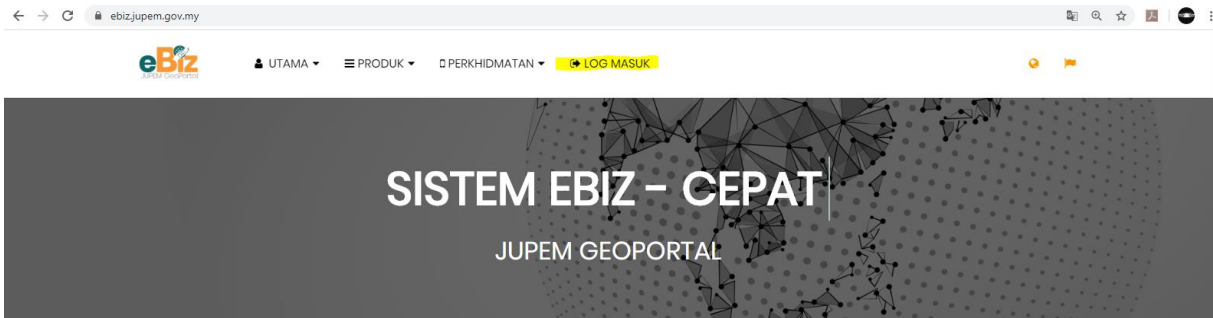 ebiz.jupem.gov.my
eBiz
JUPEM GeoPortal
UTAMA PRODUK PERKHIDMATAN LOG MASUK
SISTEM EBIZ - CEPAT
JUPEM GEOPORTAL